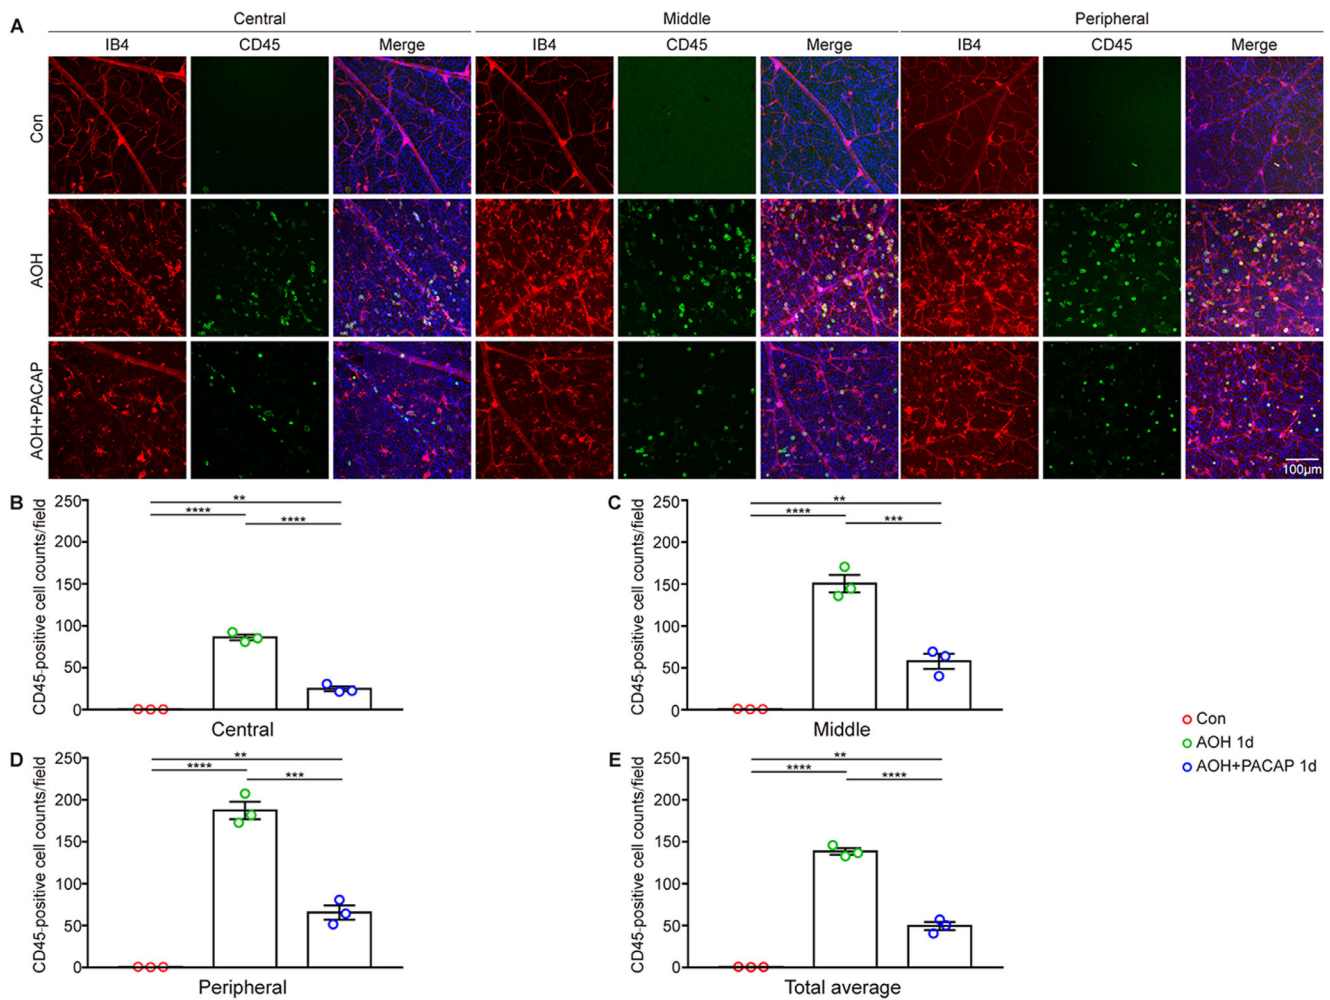 A
Central Middle Peripheral
IB4 CD45 Merge IB4 CD45 Merge IB4 CD45 Merge
Con
AOH
AOH+PACAP
100μm
B
CD45-positive cell counts/field
250
200
150
100
50
0
**
****
****
Central
C
CD45-positive cell counts/field
250
200
150
100
50
0
**
****
***
Middle
D
CD45-positive cell counts/field
250
200
150
100
50
0
**
****
***
Peripheral
E
CD45-positive cell counts/field
250
200
150
100
50
0
**
****
****
Total average
Con
AOH 1d
AOH+PACAP 1d